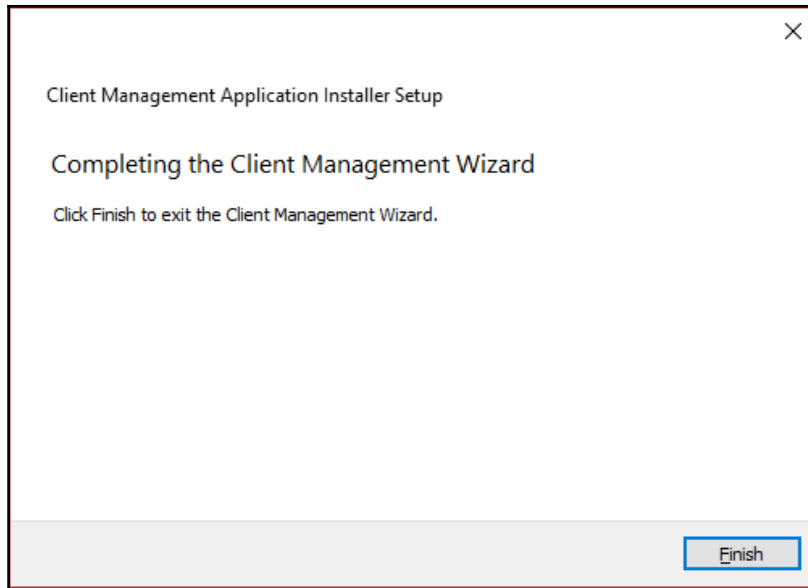 Client Management Application Installer Setup
Completing the Client Management Wizard
Click Finish to exit the Client Management Wizard.
Finish